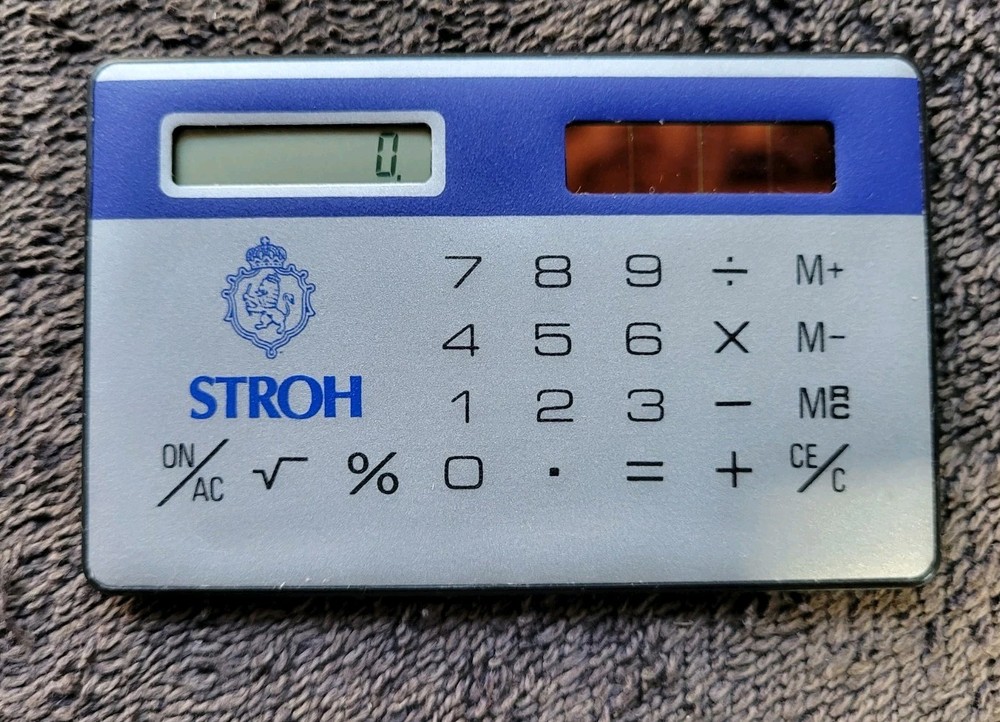 0.
7 8 9 ÷ M+
4 5 6 X M−
STROH
1 2 3 − MRC
ON/AC √ % 0 . = + CE/C